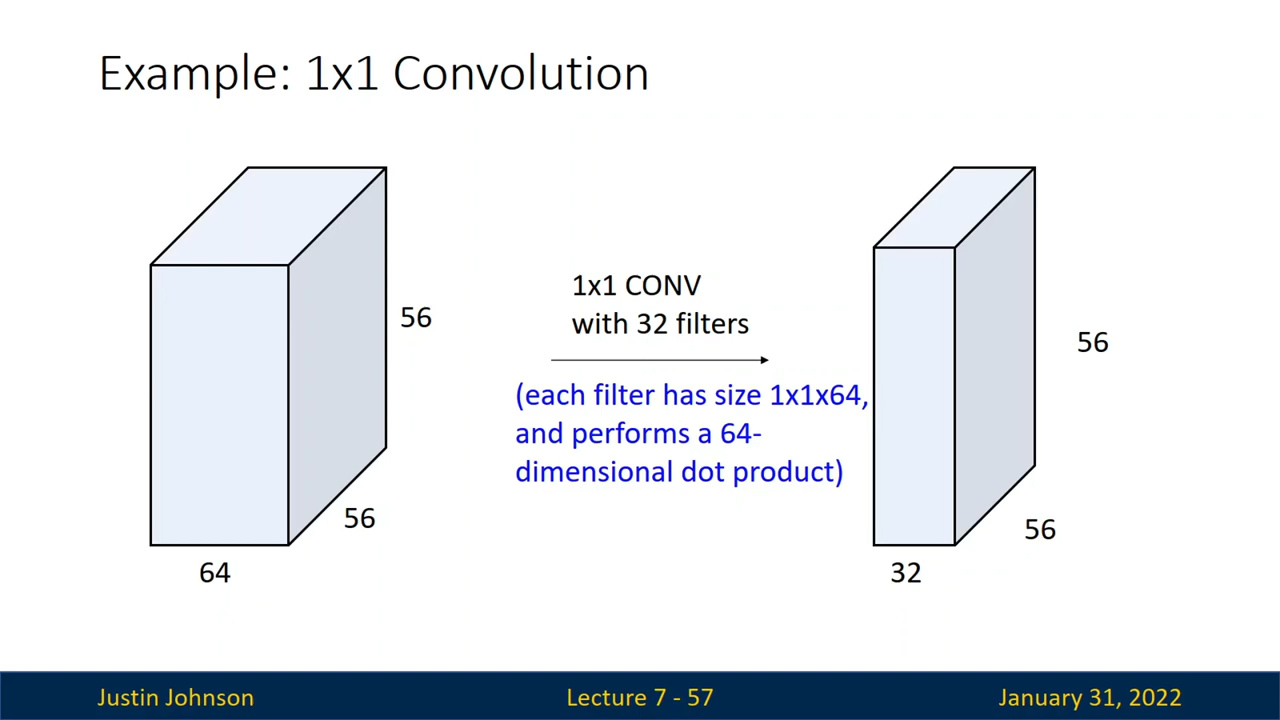 Example: 1x1 Convolution
56
56
64
1x1 CONV
with 32 filters
(each filter has size 1x1x64,
and performs a 64-
dimensional dot product)
56
56
32
Justin Johnson
Lecture 7 - 57
January 31, 2022